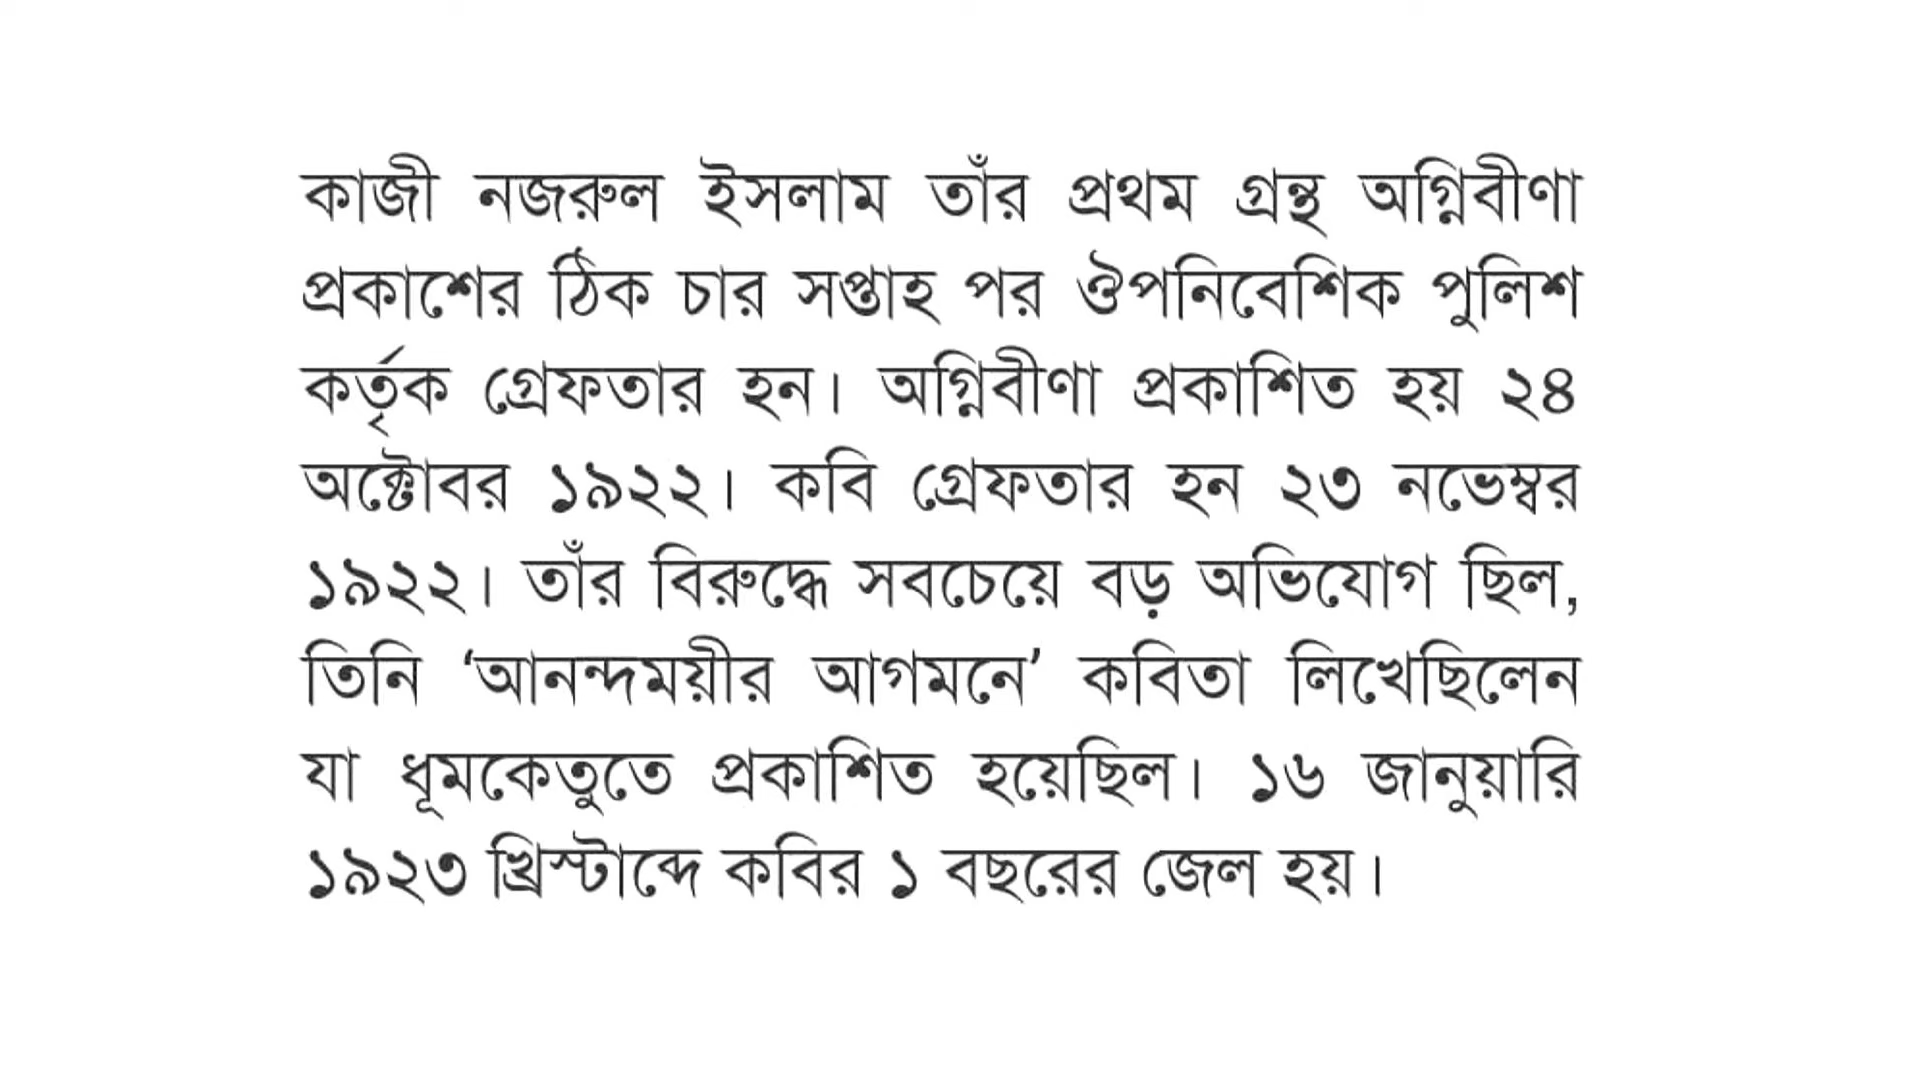 কাজী নজরুল ইসলাম তাঁর প্রথম গ্রন্থ অগ্নিবীণা
প্রকাশের ঠিক চার সপ্তাহ পর ঔপনিবেশিক পুলিশ
কর্তৃক গ্রেফতার হন। অগ্নিবীণা প্রকাশিত হয় ২৪
অক্টোবর ১৯২২। কবি গ্রেফতার হন ২৩ নভেম্বর
১৯২২। তাঁর বিরুদ্ধে সবচেয়ে বড় অভিযোগ ছিল,
তিনি ‘আনন্দময়ীর আগমনে’ কবিতা লিখেছিলেন
যা ধূমকেতুতে প্রকাশিত হয়েছিল। ১৬ জানুয়ারি
১৯২৩ খ্রিস্টাব্দে কবির ১ বছরের জেল হয়।